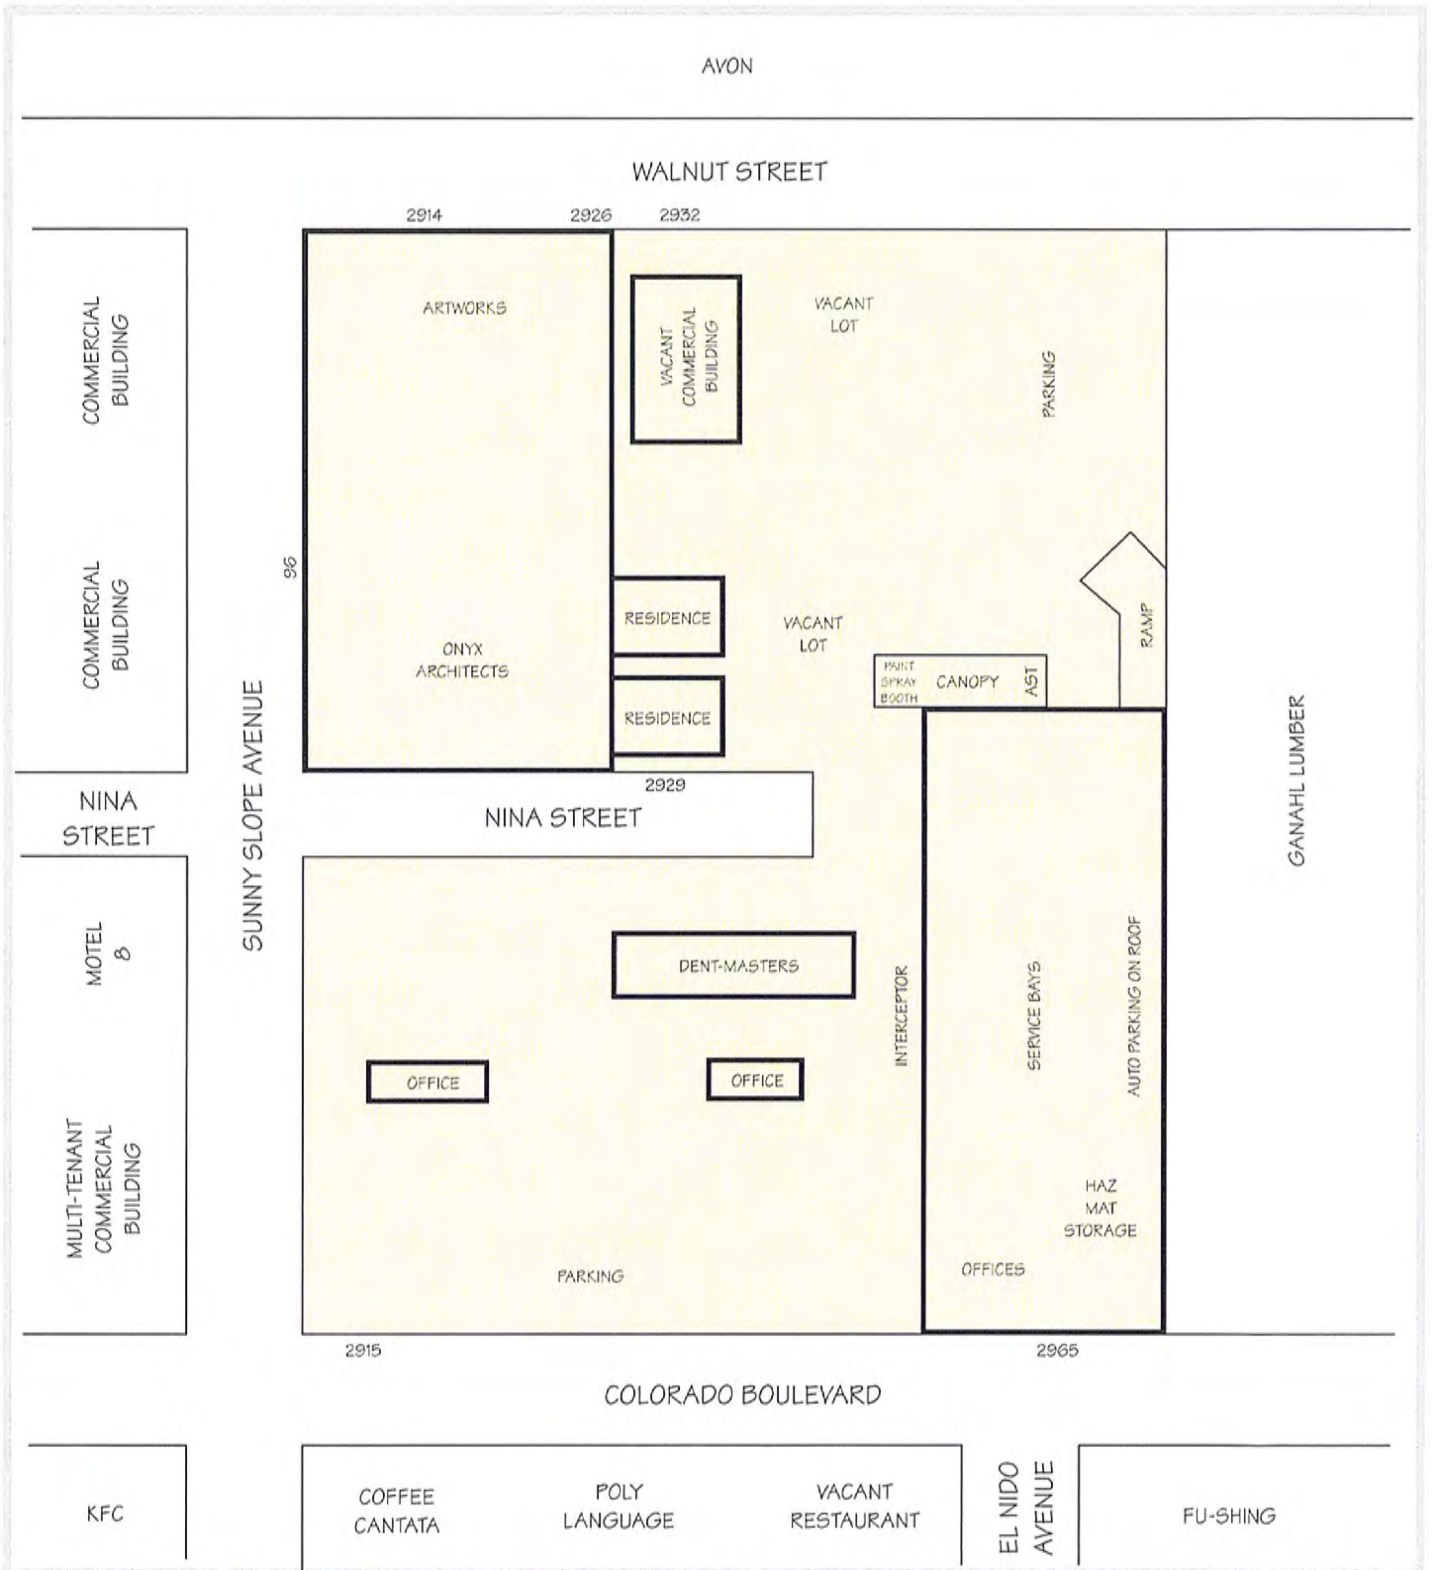 AVON
WALNUT STREET
2914
2926
2932
COMMERCIAL
BUILDING
ARTWORKS
VACANT
COMMERCIAL
BUILDING
VACANT
LOT
PARKING
COMMERCIAL
BUILDING
96
ONYX
ARCHITECTS
RESIDENCE
RESIDENCE
VACANT
LOT
PAINT
SPRAY
BOOTH
CANOPY
AST
RAMP
GANAHL LUMBER
SUNNY SLOPE AVENUE
NINA
STREET
2929
NINA STREET
MOTEL
8
DENT-MASTERS
INTERCEPTOR
SERVICE BAYS
AUTO PARKING ON ROOF
OFFICE
OFFICE
MULTI-TENANT
COMMERCIAL
BUILDING
HAZ
MAT
STORAGE
OFFICES
PARKING
2915
2965
COLORADO BOULEVARD
KFC
COFFEE
CANTATA
POLY
LANGUAGE
VACANT
RESTAURANT
EL NIDO
AVENUE
FU-SHING